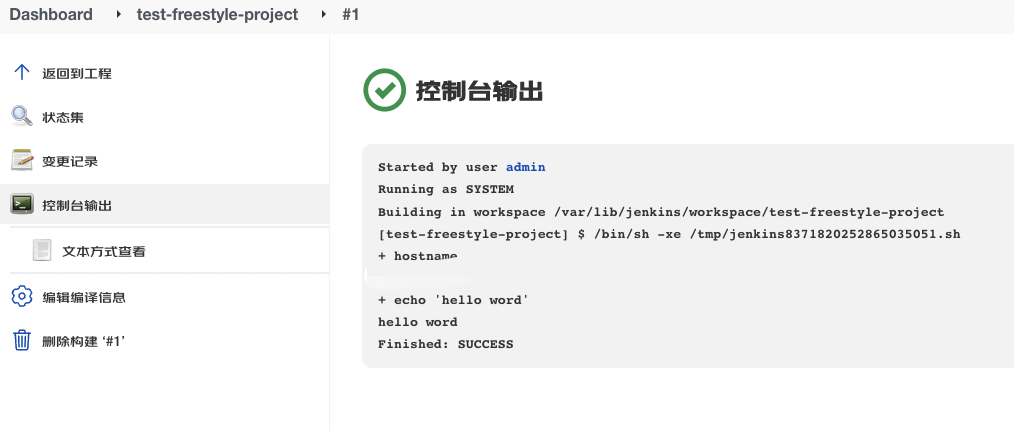 Dashboard ▸ test-freestyle-project ▸ #1
返回到工程
状态集
变更记录
控制台输出
文本方式查看
编辑编译信息
删除构建 ‘#1’
控制台输出
Started by user admin
Running as SYSTEM
Building in workspace /var/lib/jenkins/workspace/test-freestyle-project
[test-freestyle-project] $ /bin/sh -xe /tmp/jenkins8371820252865035051.sh
+ hostname
+ echo 'hello word'
hello word
Finished: SUCCESS